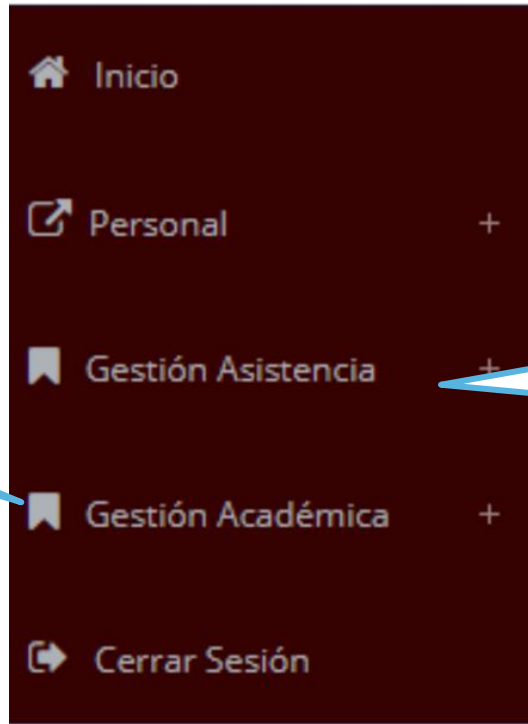 Inicio
Personal +
Gestión Asistencia +
Gestión Académica +
Cerrar Sesión